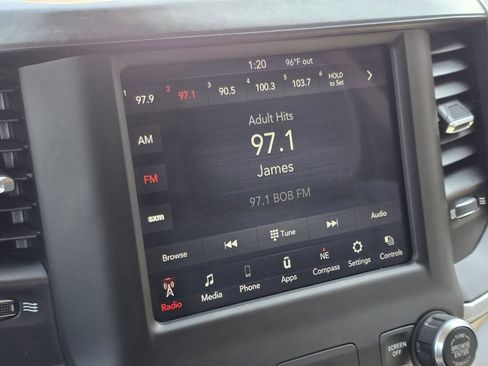 1:20 96°F out
1 97.9 2 97.1 3 90.5 4 100.3 5 103.7 6 HOLD to Set
Adult Hits
AM
97.1
FM
James
97.1 BOB FM
sxm
Browse Tune Audio
Radio Media Phone Apps NE Compass Settings Controls
SCREEN OFF
BROWSE
ENTER